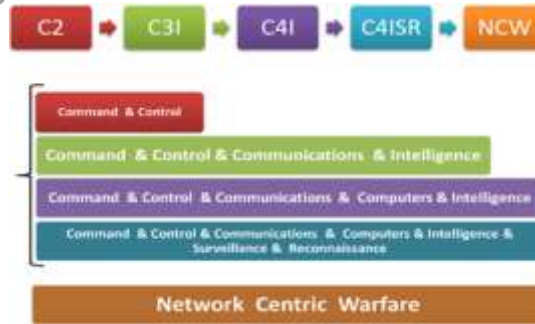 C2 C3I C4I C4ISR NCW
Command & Control
Command & Control & Communications & Intelligence
Command & Control & Communications & Computers & Intelligence
Command & Control & Communications & Computers & Intelligence &
Surveillance & Reconnaissance
Network Centric Warfare